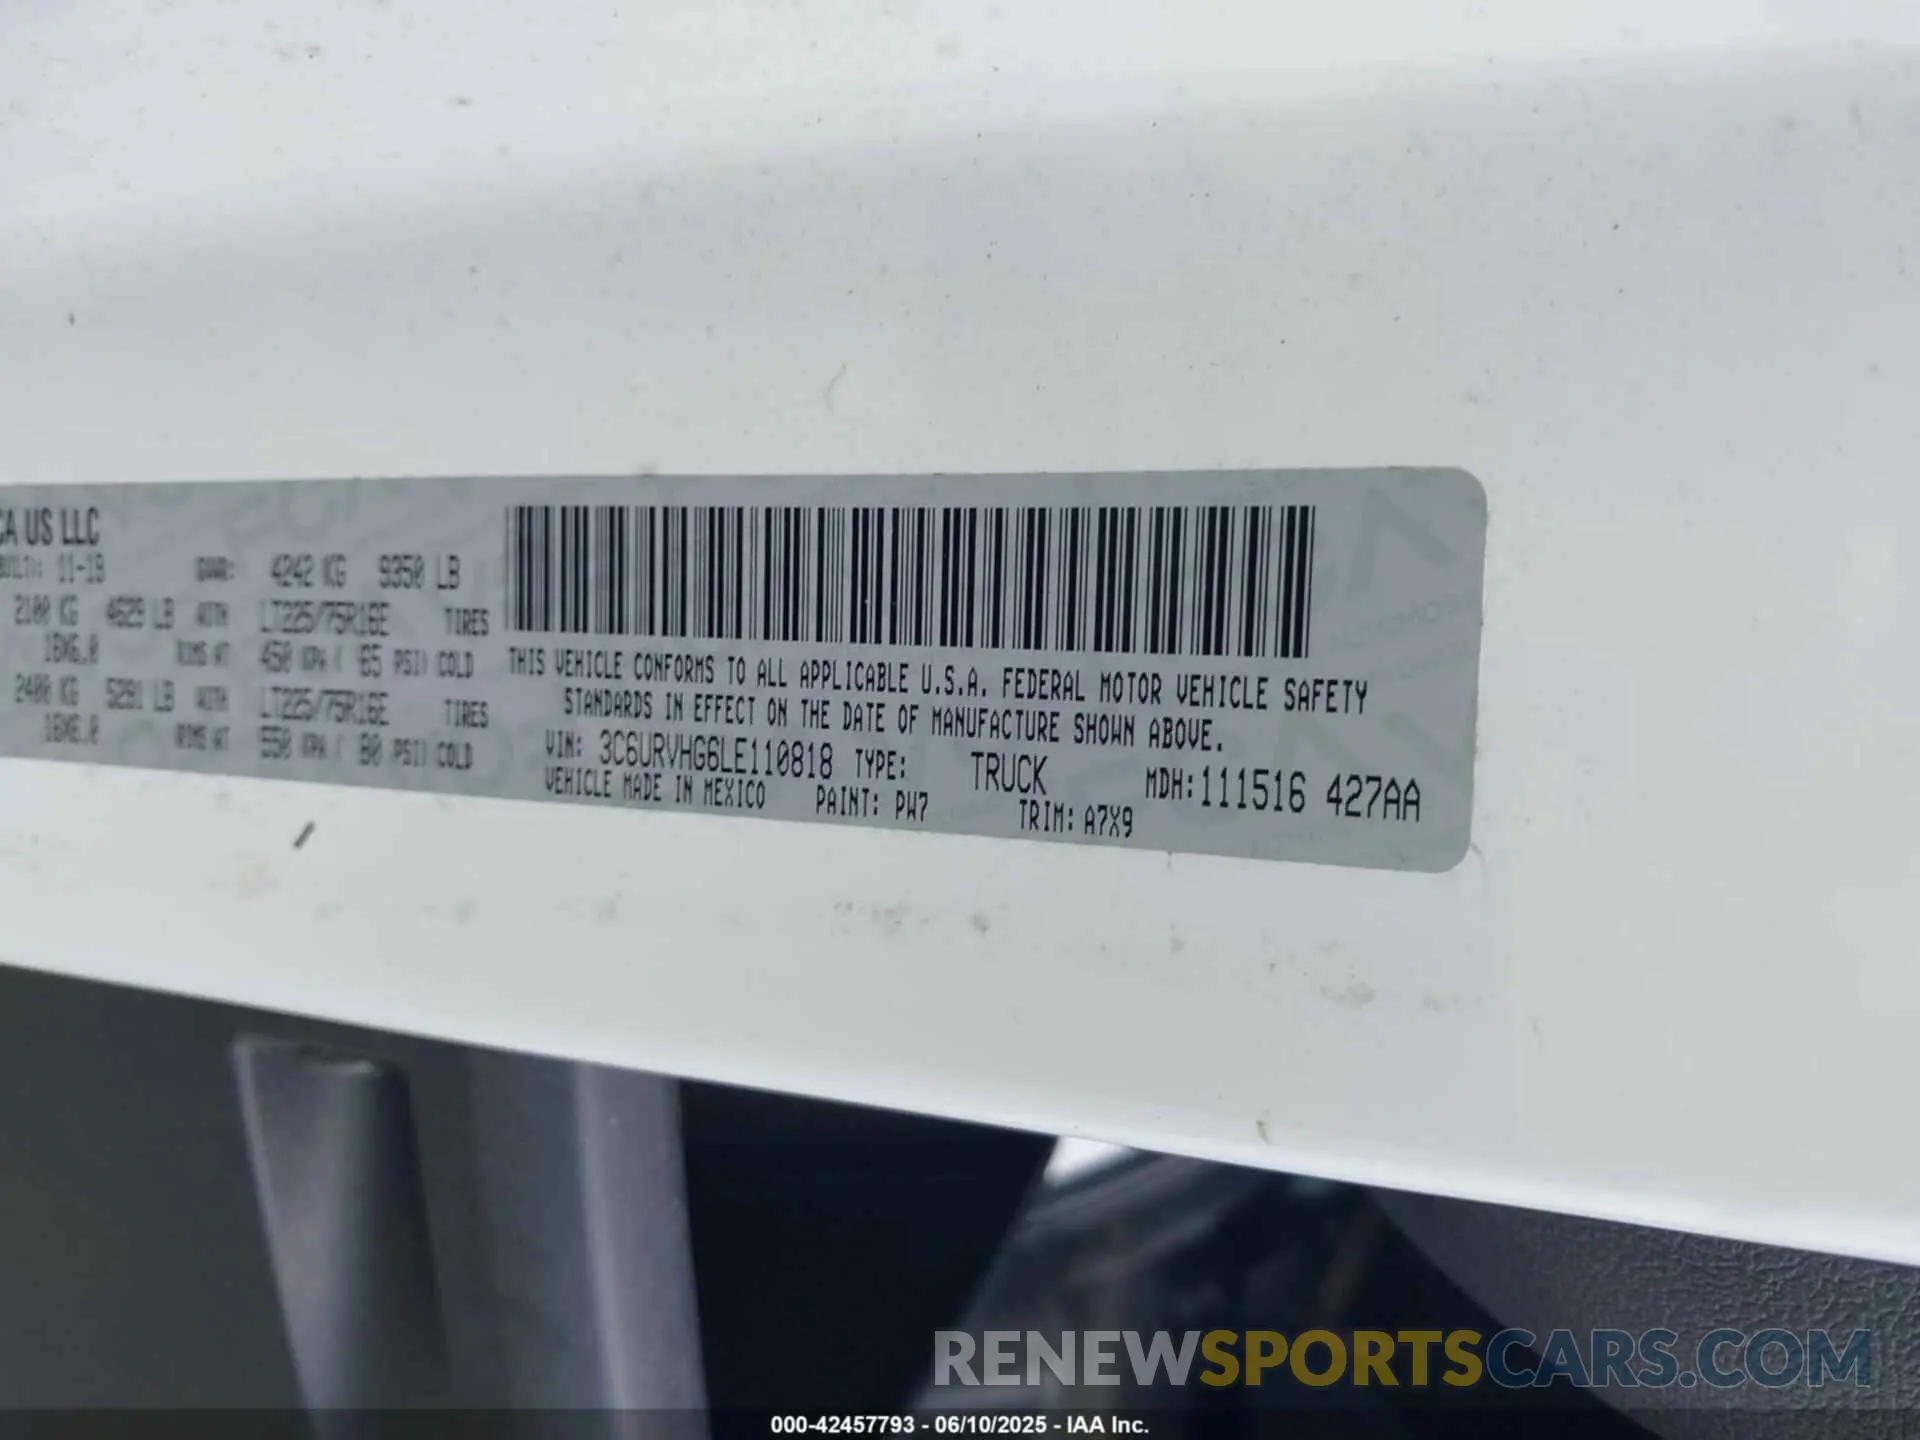 CA US LLC
BUILT: 11-19 GVWR: 4242 KG 9350 LB
2100 KG 4629 LB WITH LT225/75R16E TIRES
16X6.0 RIMS AT 450 KPA ( 65 PSI) COLD
2400 KG 5291 LB WITH LT225/75R16E TIRES
16X6.0 RIMS AT 550 KPA ( 80 PSI) COLD
THIS VEHICLE CONFORMS TO ALL APPLICABLE U.S.A. FEDERAL MOTOR VEHICLE SAFETY
STANDARDS IN EFFECT ON THE DATE OF MANUFACTURE SHOWN ABOVE.
VIN: 3C6URVHG6LE110818 TYPE: TRUCK MDH: 111516 427AA
VEHICLE MADE IN MEXICO PAINT: PW7 TRIM: A7X9
RENEWSPORTSCARS.COM
000-42457793 - 06/10/2025 - IAA Inc.